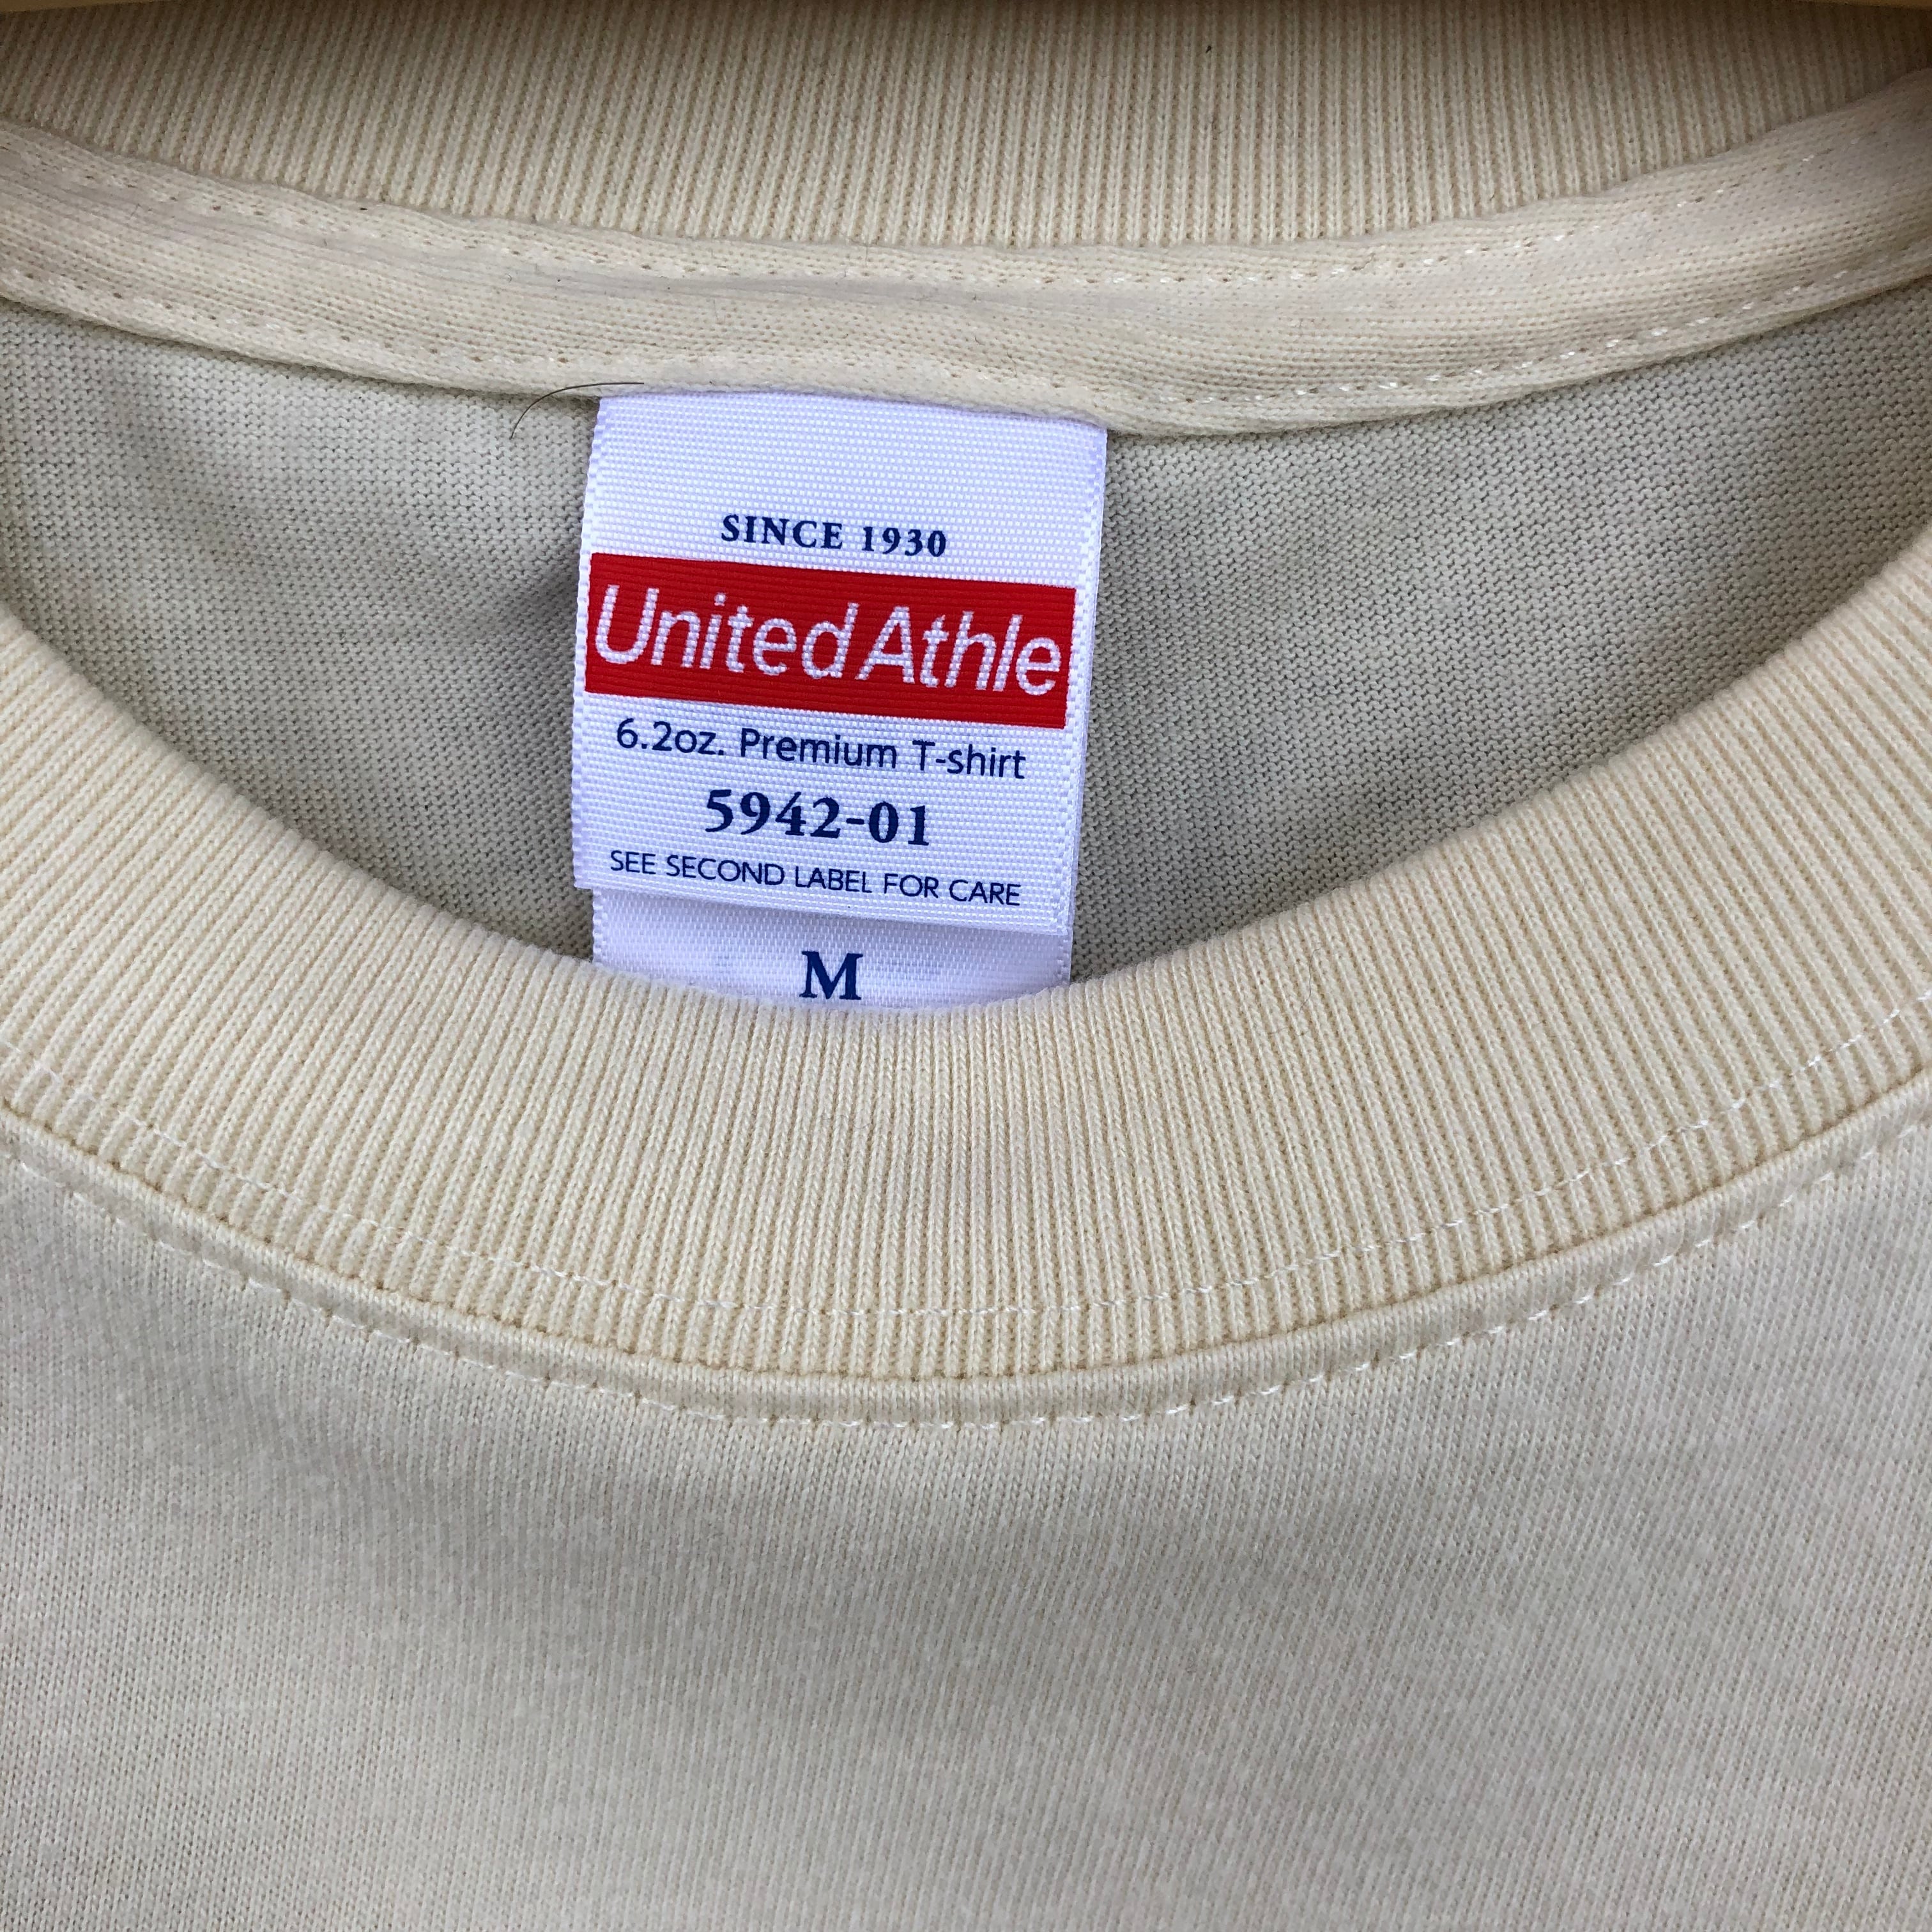 SINCE 1930
United Athle
6.2oz. Premium T-shirt
5942-01
SEE SECOND LABEL FOR CARE
M